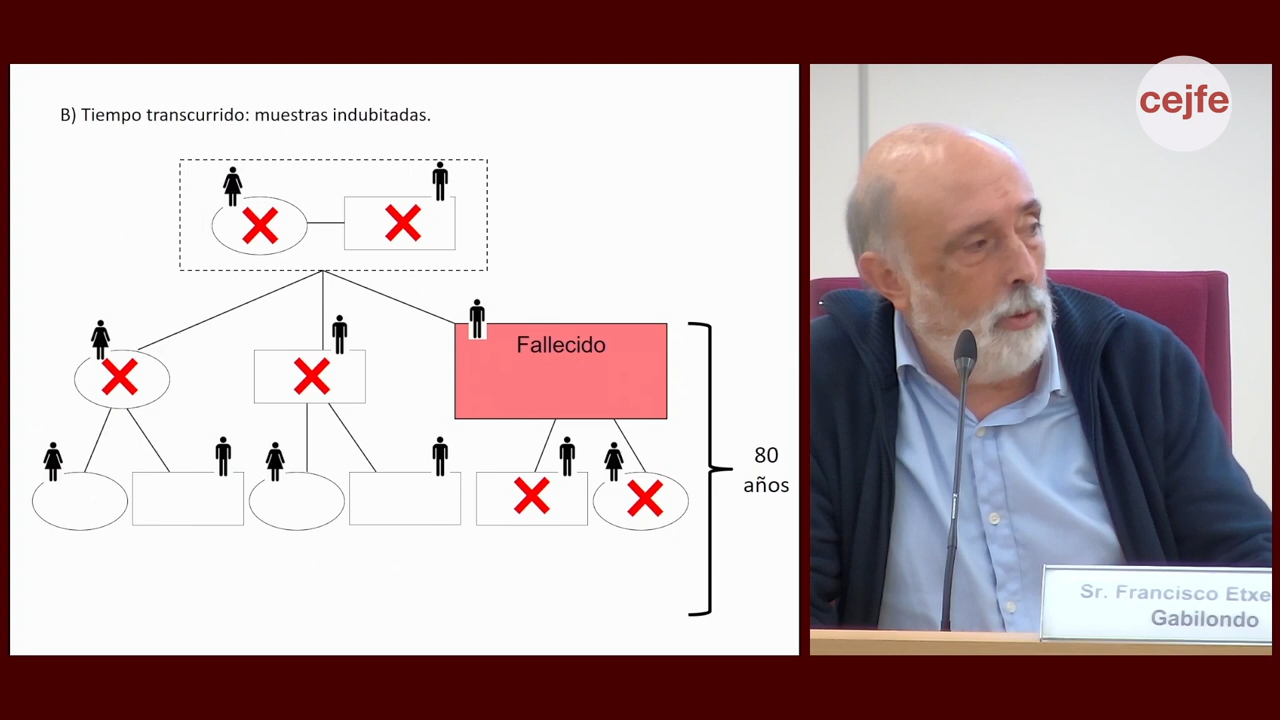 B) Tiempo transcurrido: muestras indubitadas.
Fallecido
80
años
cejfe
Sr. Francisco Etxe
Gabilondo